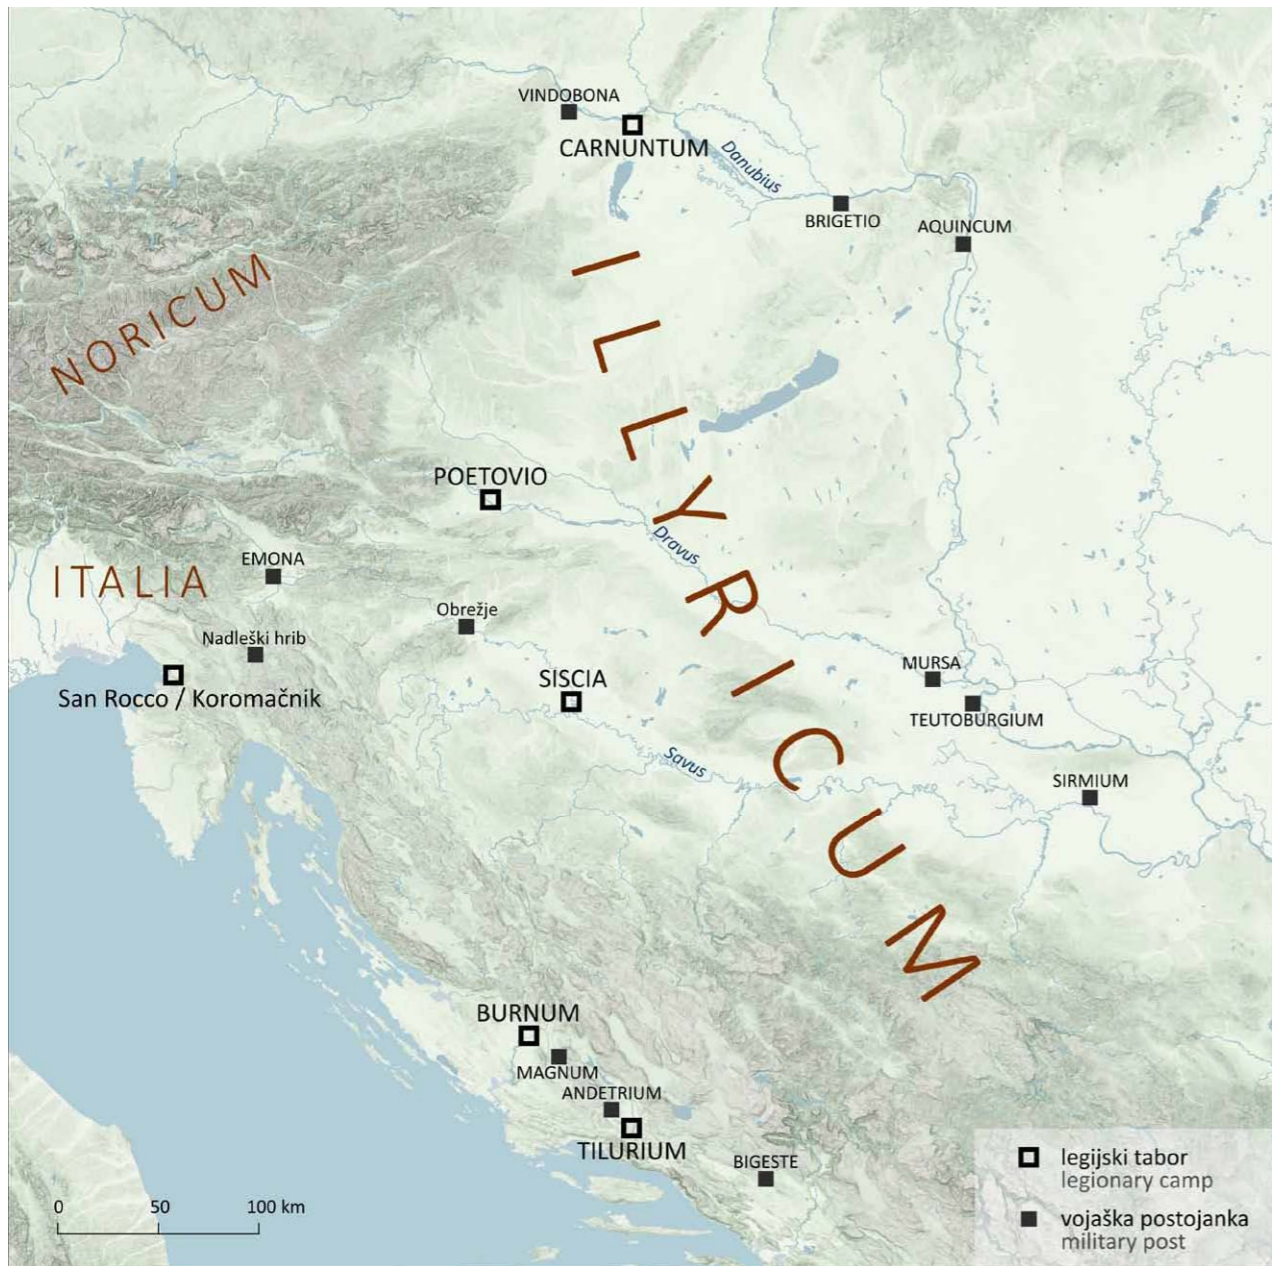 VINDOBONA
CARNUNTUM
Danubius
BRIGETIO
AQUINCUM
NORICUM
ILLYRICUM
POETOVIO
Dravus
EMONA
ITALIA
Obrežje
Nadleški hrib
San Rocco / Koromačnik
SISCIA
MURSA
TEUTOBURGIUM
Savus
SIRMIUM
BURNUM
MAGNUM
ANDETRIUM
TILURIUM
BIGESTE
0 50 100 km
legijski tabor
legionary camp
vojaška postojanka
military post